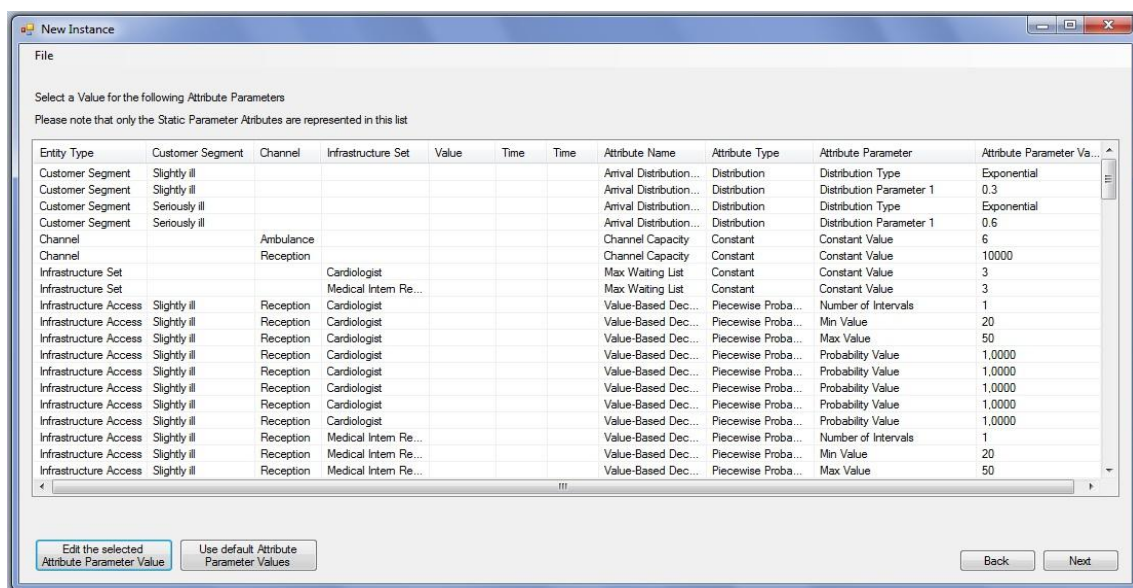 New Instance
File
Select a Value for the following Attribute Parameters
Please note that only the Static Parameter Atributes are represented in this list
Entity Type Customer Segment Channel Infrastructure Set Value Time Time Attribute Name Attribute Type Attribute Parameter Attribute Parameter Va...
Customer Segment Slightly ill Arrival Distribution... Distribution Distribution Type Exponential
Customer Segment Slightly ill Arrival Distribution... Distribution Distribution Parameter 1 0.3
Customer Segment Seriously ill Arrival Distribution... Distribution Distribution Type Exponential
Customer Segment Seriously ill Arrival Distribution... Distribution Distribution Parameter 1 0.6
Channel Ambulance Channel Capacity Constant Constant Value 6
Channel Reception Channel Capacity Constant Constant Value 10000
Infrastructure Set Cardiologist Max Waiting List Constant Constant Value 3
Infrastructure Set Medical Intern Re... Max Waiting List Constant Constant Value 3
Infrastructure Access Slightly ill Reception Cardiologist Value-Based Dec... Piecewise Proba... Number of Intervals 1
Infrastructure Access Slightly ill Reception Cardiologist Value-Based Dec... Piecewise Proba... Min Value 20
Infrastructure Access Slightly ill Reception Cardiologist Value-Based Dec... Piecewise Proba... Max Value 50
Infrastructure Access Slightly ill Reception Cardiologist Value-Based Dec... Piecewise Proba... Probability Value 1,0000
Infrastructure Access Slightly ill Reception Cardiologist Value-Based Dec... Piecewise Proba... Probability Value 1,0000
Infrastructure Access Slightly ill Reception Cardiologist Value-Based Dec... Piecewise Proba... Probability Value 1,0000
Infrastructure Access Slightly ill Reception Cardiologist Value-Based Dec... Piecewise Proba... Probability Value 1,0000
Infrastructure Access Slightly ill Reception Cardiologist Value-Based Dec... Piecewise Proba... Probability Value 1,0000
Infrastructure Access Slightly ill Reception Medical Intern Re... Value-Based Dec... Piecewise Proba... Number of Intervals 1
Infrastructure Access Slightly ill Reception Medical Intern Re... Value-Based Dec... Piecewise Proba... Min Value 20
Infrastructure Access Slightly ill Reception Medical Intern Re... Value-Based Dec... Piecewise Proba... Max Value 50
Edit the selected
Attribute Parameter Value
Use default Attribute
Parameter Values
Back Next